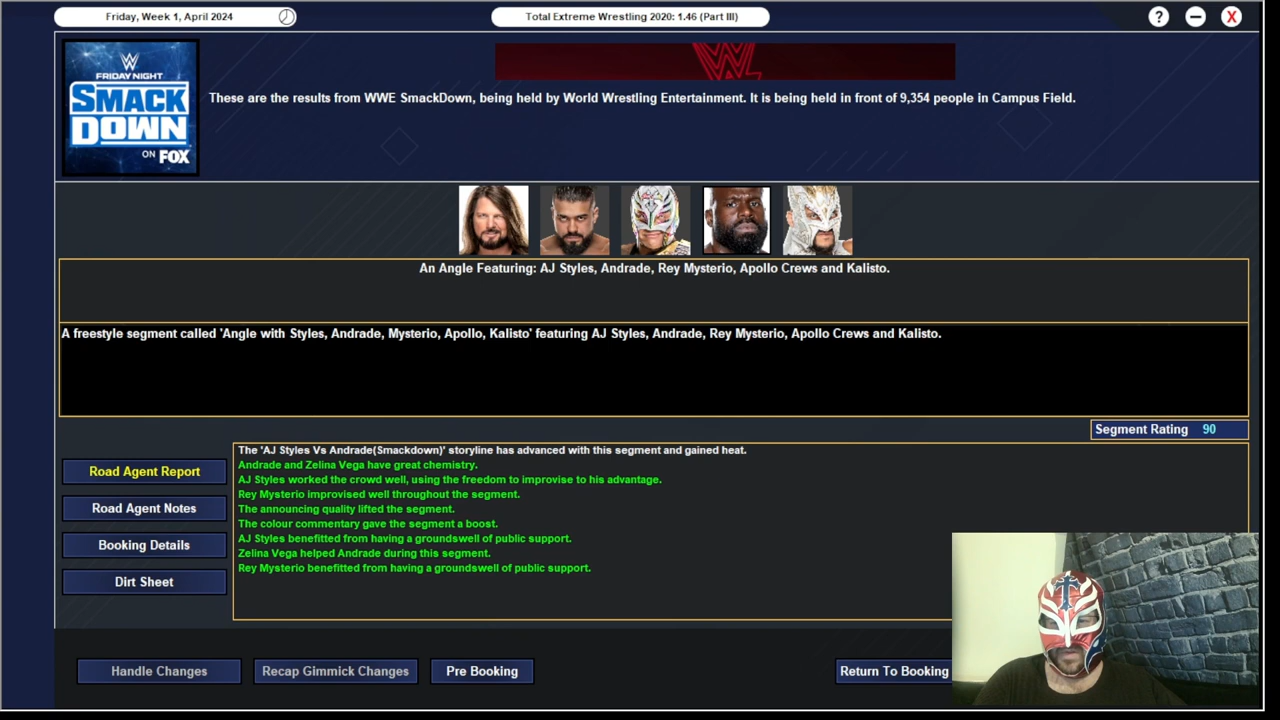 Friday, Week 1, April 2024
Total Extreme Wrestling 2020: 1.46 (Part III)
?
X
W
FRIDAY NIGHT
SMACK
DOWN
ON FOX
These are the results from WWE SmackDown, being held by World Wrestling Entertainment. It is being held in front of 9,354 people in Campus Field.
An Angle Featuring: AJ Styles, Andrade, Rey Mysterio, Apollo Crews and Kalisto.
A freestyle segment called 'Angle with Styles, Andrade, Mysterio, Apollo, Kalisto' featuring AJ Styles, Andrade, Rey Mysterio, Apollo Crews and Kalisto.
Segment Rating 90
Road Agent Report
Road Agent Notes
Booking Details
Dirt Sheet
The 'AJ Styles Vs Andrade(Smackdown)' storyline has advanced with this segment and gained heat.
Andrade and Zelina Vega have great chemistry.
AJ Styles worked the crowd well, using the freedom to improvise to his advantage.
Rey Mysterio improvised well throughout the segment.
The announcing quality lifted the segment.
The colour commentary gave the segment a boost.
AJ Styles benefitted from having a groundswell of public support.
Zelina Vega helped Andrade during this segment.
Rey Mysterio benefitted from having a groundswell of public support.
Handle Changes
Recap Gimmick Changes
Pre Booking
Return To Booking